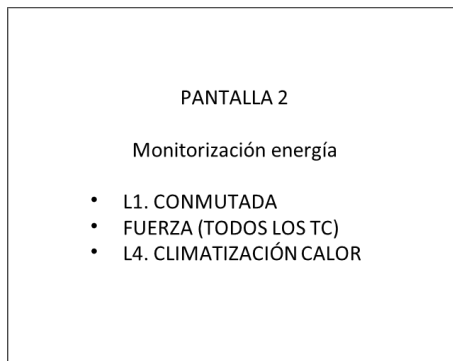 PANTALLA 2
Monitorización energía
• L1. CONMUTADA
• FUERZA (TODOS LOS TC)
• L4. CLIMATIZACIÓN CALOR